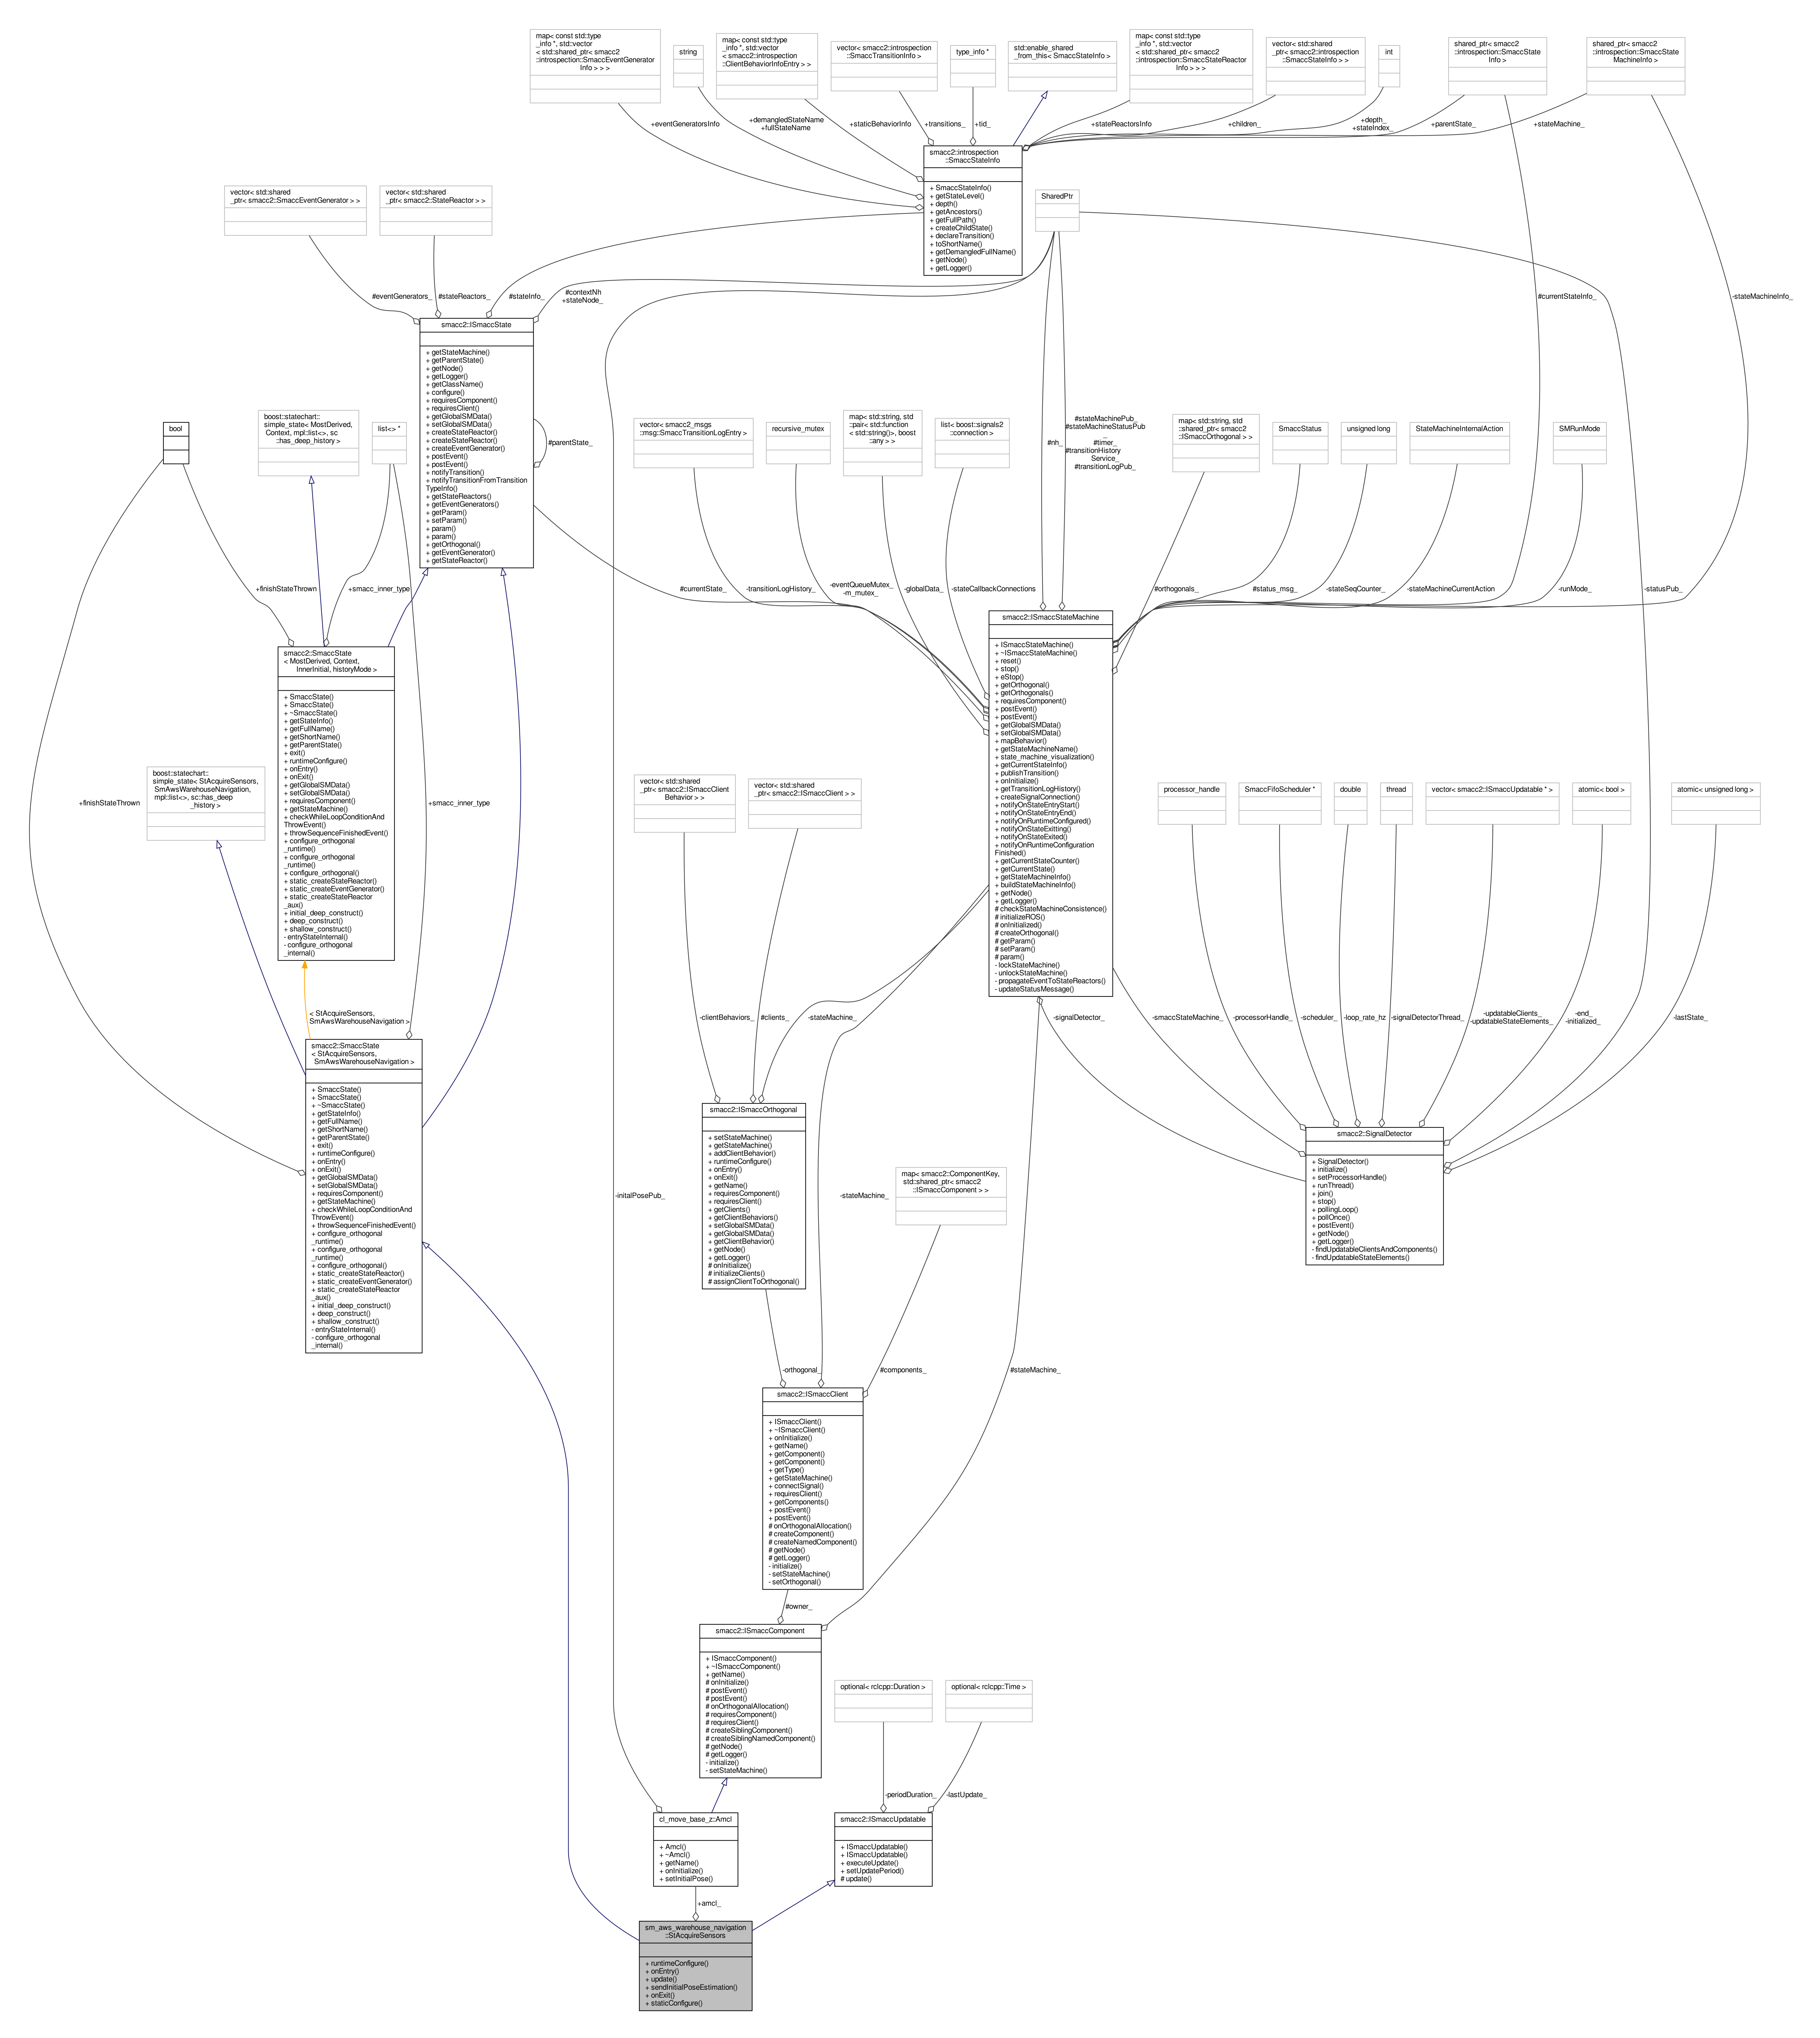 map< const std::type
_info *, std::vector
< std::shared_ptr< smacc2
::introspection::SmaccEventGenerator
Info > > >
string
map< const std::type
_info *, std::vector
< smacc2::introspection
::ClientBehaviorInfoEntry > >
vector< smacc2::introspection
::SmaccTransitionInfo >
type_info *
std::enable_shared
_from_this< SmaccStateInfo >
map< const std::type
_info *, std::vector
< std::shared_ptr< smacc2
::introspection::SmaccStateReactor
Info > > >
vector< std::shared
_ptr< smacc2::introspection
::SmaccStateInfo > >
int
shared_ptr< smacc2
::introspection::SmaccState
Info >
shared_ptr< smacc2
::introspection::SmaccState
MachineInfo >
+eventGeneratorsInfo
+demangledStateName
+fullStateName
+staticBehaviorInfo
+transitions_
+tid_
+stateReactorsInfo
+children_
+depth_
+stateIndex_
+parentState_
+stateMachine_
smacc2::introspection
::SmaccStateInfo
+ SmaccStateInfo()
+ getStateLevel()
+ depth()
+ getAncestors()
+ getFullPath()
+ createChildState()
+ declareTransition()
+ toShortName()
+ getDemangledFullName()
+ getNode()
+ getLogger()
SharedPtr
vector< std::shared
_ptr< smacc2::SmaccEventGenerator > >
vector< std::shared
_ptr< smacc2::StateReactor > >
#eventGenerators_
#stateReactors_
#stateInfo_
#contextNh
+stateNode_
#currentStateInfo_
-stateMachineInfo_
smacc2::ISmaccState
+ getStateMachine()
+ getParentState()
+ getNode()
+ getLogger()
+ getClassName()
+ configure()
+ requiresComponent()
+ requiresClient()
+ getGlobalSMData()
+ setGlobalSMData()
+ createStateReactor()
+ createStateReactor()
+ createEventGenerator()
+ postEvent()
+ postEvent()
+ notifyTransition()
+ notifyTransitionFromTransition
TypeInfo()
+ getStateReactors()
+ getEventGenerators()
+ getParam()
+ setParam()
+ param()
+ param()
+ getOrthogonal()
+ getEventGenerator()
+ getStateReactor()
#parentState_
bool
boost::statechart::
simple_state< MostDerived,
Context, mpl::list<>, sc
::has_deep_history >
list<> *
vector< smacc2_msgs
::msg::SmaccTransitionLogEntry >
recursive_mutex
map< std::string, std
::pair< std::function
< std::string()>, boost
::any > >
list< boost::signals2
::connection >
#nh_
#stateMachinePub_
#stateMachineStatusPub
_
#timer_
#transitionHistory
Service_
#transitionLogPub_
map< std::string, std
::shared_ptr< smacc2
::ISmaccOrthogonal > >
SmaccStatus
unsigned long
StateMachineInternalAction
SMRunMode
+finishStateThrown
+smacc_inner_type
#currentState_
-transitionLogHistory_
-eventQueueMutex_
-m_mutex_
-globalData_
-stateCallbackConnections
#orthogonals_
#status_msg_
-stateSeqCounter_
-stateMachineCurrentAction
-runMode_
-statusPub_
smacc2::SmaccState
< MostDerived, Context,
InnerInitial, historyMode >
+ SmaccState()
+ SmaccState()
+ ~SmaccState()
+ getStateInfo()
+ getFullName()
+ getShortName()
+ getParentState()
+ exit()
+ runtimeConfigure()
+ onEntry()
+ onExit()
+ getGlobalSMData()
+ setGlobalSMData()
+ requiresComponent()
+ getStateMachine()
+ checkWhileLoopConditionAnd
ThrowEvent()
+ throwSequenceFinishedEvent()
+ configure_orthogonal
_runtime()
+ configure_orthogonal
_runtime()
+ configure_orthogonal()
+ static_createStateReactor()
+ static_createEventGenerator()
+ static_createStateReactor
_aux()
+ initial_deep_construct()
+ deep_construct()
+ shallow_construct()
- entryStateInternal()
- configure_orthogonal
_internal()
smacc2::ISmaccStateMachine
+ ISmaccStateMachine()
+ ~ISmaccStateMachine()
+ reset()
+ stop()
+ eStop()
+ getOrthogonal()
+ getOrthogonals()
+ requiresComponent()
+ postEvent()
+ postEvent()
+ getGlobalSMData()
+ setGlobalSMData()
+ mapBehavior()
+ getStateMachineName()
+ state_machine_visualization()
+ getCurrentStateInfo()
+ publishTransition()
+ onInitialize()
+ getTransitionLogHistory()
+ createSignalConnection()
+ notifyOnStateEntryStart()
+ notifyOnStateEntryEnd()
+ notifyOnRuntimeConfigured()
+ notifyOnStateExitting()
+ notifyOnStateExited()
+ notifyOnRuntimeConfiguration
Finished()
+ getCurrentStateCounter()
+ getCurrentState()
+ getStateMachineInfo()
+ buildStateMachineInfo()
+ getNode()
+ getLogger()
# checkStateMachineConsistence()
# initializeROS()
# onInitialized()
# createOrthogonal()
# getParam()
# setParam()
# param()
- lockStateMachine()
- unlockStateMachine()
- propagateEventToStateReactors()
- updateStatusMessage()
boost::statechart::
simple_state< StAcquireSensors,
SmAwsWarehouseNavigation,
mpl::list<>, sc::has_deep
_history >
+finishStateThrown
+smacc_inner_type
vector< std::shared
_ptr< smacc2::ISmaccClient
Behavior > >
vector< std::shared
_ptr< smacc2::ISmaccClient > >
processor_handle
SmaccFifoScheduler *
double
thread
vector< smacc2::ISmaccUpdatable * >
atomic< bool >
atomic< unsigned long >
< StAcquireSensors,
SmAwsWarehouseNavigation >
-clientBehaviors_
#clients_
-stateMachine_
-signalDetector_
-smaccStateMachine_
-processorHandle_
-scheduler_
-loop_rate_hz_
-signalDetectorThread_
-updatableClients_
-updatableStateElements_
-end_
-initialized_
-lastState_
smacc2::SmaccState
< StAcquireSensors,
SmAwsWarehouseNavigation >
+ SmaccState()
+ SmaccState()
+ ~SmaccState()
+ getStateInfo()
+ getFullName()
+ getShortName()
+ getParentState()
+ exit()
+ runtimeConfigure()
+ onEntry()
+ onExit()
+ getGlobalSMData()
+ setGlobalSMData()
+ requiresComponent()
+ getStateMachine()
+ checkWhileLoopConditionAnd
ThrowEvent()
+ throwSequenceFinishedEvent()
+ configure_orthogonal
_runtime()
+ configure_orthogonal
_runtime()
+ configure_orthogonal()
+ static_createStateReactor()
+ static_createEventGenerator()
+ static_createStateReactor
_aux()
+ initial_deep_construct()
+ deep_construct()
+ shallow_construct()
- entryStateInternal()
- configure_orthogonal
_internal()
smacc2::ISmaccOrthogonal
+ setStateMachine()
+ getStateMachine()
+ addClientBehavior()
+ runtimeConfigure()
+ onEntry()
+ onExit()
+ getName()
+ requiresComponent()
+ requiresClient()
+ getClients()
+ getClientBehaviors()
+ setGlobalSMData()
+ getGlobalSMData()
+ getClientBehavior()
+ getNode()
+ getLogger()
# onInitialize()
# initializeClients()
# assignClientToOrthogonal()
smacc2::SignalDetector
+ SignalDetector()
+ initialize()
+ setProcessorHandle()
+ runThread()
+ join()
+ stop()
+ pollingLoop()
+ pollOnce()
+ postEvent()
+ getNode()
+ getLogger()
- findUpdatableClientsAndComponents()
- findUpdatableStateElements()
-initalPosePub_
-stateMachine_
map< smacc2::ComponentKey,
std::shared_ptr< smacc2
::ISmaccComponent > >
-orthogonal_
#components_
#stateMachine_
smacc2::ISmaccClient
+ ISmaccClient()
+ ~ISmaccClient()
+ onInitialize()
+ getName()
+ getComponent()
+ getComponent()
+ getType()
+ getStateMachine()
+ connectSignal()
+ requiresClient()
+ getComponents()
+ postEvent()
+ postEvent()
# onOrthogonalAllocation()
# createComponent()
# createNamedComponent()
# getNode()
# getLogger()
- initialize()
- setStateMachine()
- setOrthogonal()
#owner_
smacc2::ISmaccComponent
+ ISmaccComponent()
+ ~ISmaccComponent()
+ getName()
# onInitialize()
# postEvent()
# postEvent()
# onOrthogonalAllocation()
# requiresComponent()
# requiresClient()
# createSiblingComponent()
# createSiblingNamedComponent()
# getNode()
# getLogger()
- initialize()
- setStateMachine()
optional< rclcpp::Duration >
optional< rclcpp::Time >
-periodDuration_
-lastUpdate_
cl_move_base_z::Amcl
+ Amcl()
+ ~Amcl()
+ getName()
+ onInitialize()
+ setInitialPose()
smacc2::ISmaccUpdatable
+ ISmaccUpdatable()
+ ISmaccUpdatable()
+ executeUpdate()
+ setUpdatePeriod()
# update()
+amcl_
sm_aws_warehouse_navigation
::StAcquireSensors
+ runtimeConfigure()
+ onEntry()
+ update()
+ sendInitialPoseEstimation()
+ onExit()
+ staticConfigure()